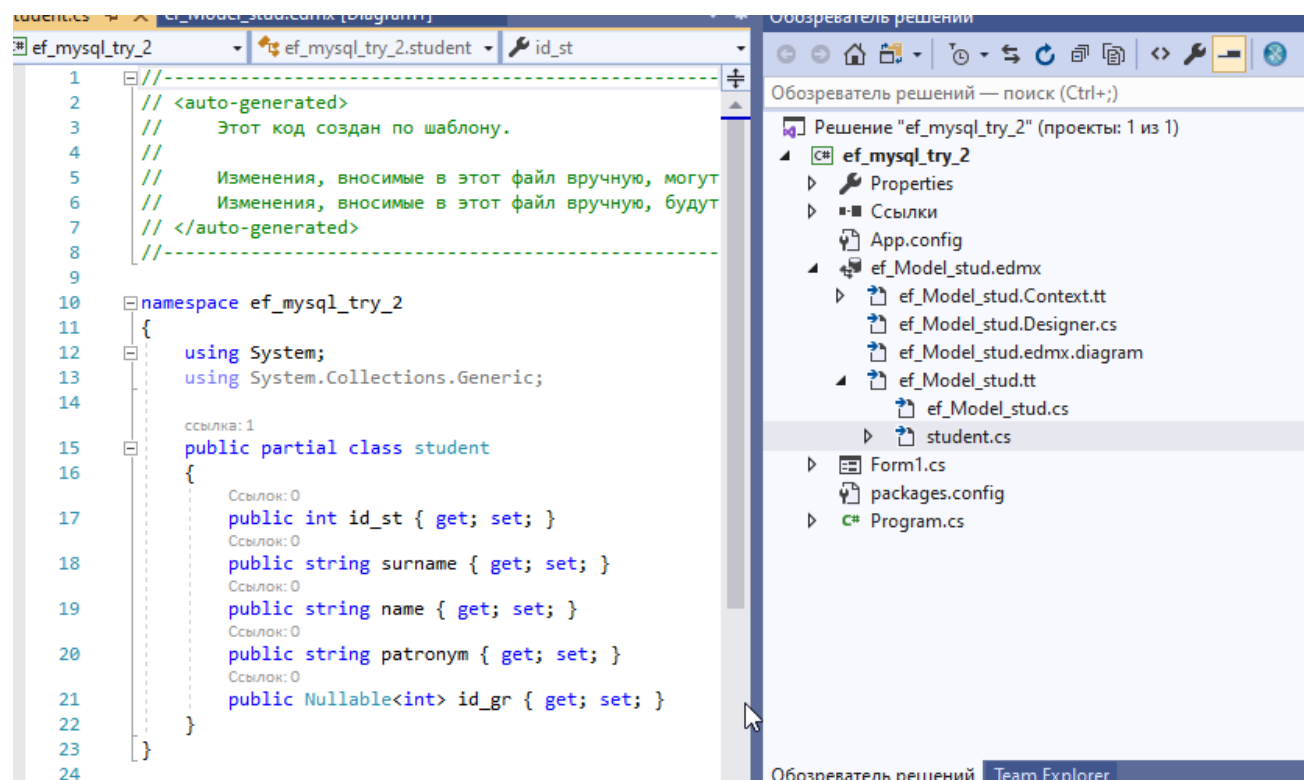 ef_Model_stud.edmx [Diagram1]
ef_mysql_try_2
ef_mysql_try_2.student
id_st
1 //-----------------------------------------------------
2 // <auto-generated>
3 // Этот код создан по шаблону.
4 //
5 // Изменения, вносимые в этот файл вручную, могут
6 // Изменения, вносимые в этот файл вручную, будут
7 // </auto-generated>
8 //-----------------------------------------------------
9
10 namespace ef_mysql_try_2
11 {
12 using System;
13 using System.Collections.Generic;
14
ссылка: 1
15 public partial class student
16 {
Ссылок: 0
17 public int id_st { get; set; }
Ссылок: 0
18 public string surname { get; set; }
Ссылок: 0
19 public string name { get; set; }
Ссылок: 0
20 public string patronym { get; set; }
Ссылок: 0
21 public Nullable<int> id_gr { get; set; }
22 }
23 }
24
Обозреватель решений
Обозреватель решений — поиск (Ctrl+;)
Решение "ef_mysql_try_2" (проекты: 1 из 1)
C# ef_mysql_try_2
Properties
Ссылки
App.config
ef_Model_stud.edmx
ef_Model_stud.Context.tt
ef_Model_stud.Designer.cs
ef_Model_stud.edmx.diagram
ef_Model_stud.tt
ef_Model_stud.cs
student.cs
Form1.cs
packages.config
C# Program.cs
Обозреватель решений Team Explorer